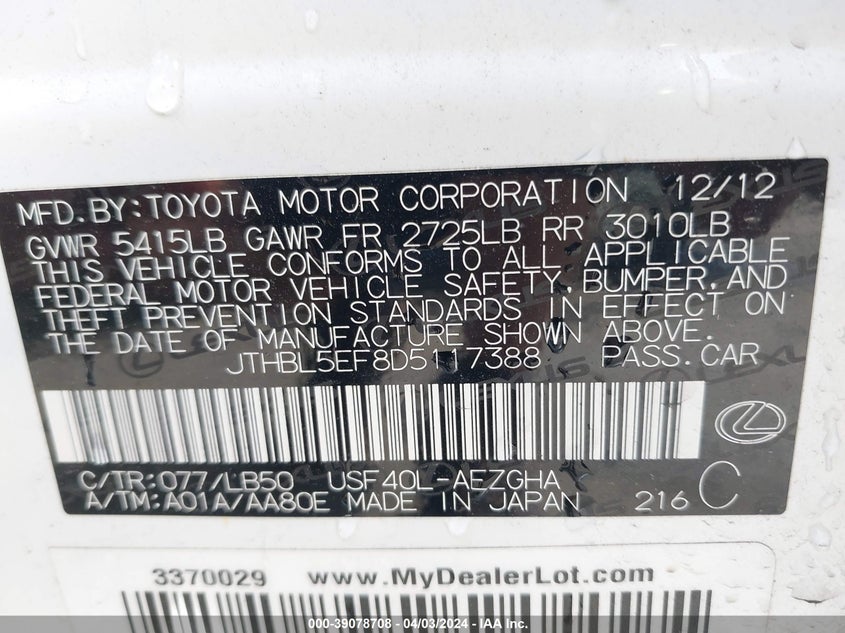 MFD.BY:TOYOTA MOTOR CORPORATION 12/12
GVWR 5415LB GAWR FR 2725LB RR 3010LB
THIS VEHICLE CONFORMS TO ALL APPLICABLE
FEDERAL MOTOR VEHICLE SAFETY,BUMPER,AND
THEFT PREVENTION STANDARDS IN EFFECT ON
THE DATE OF MANUFACTURE SHOWN ABOVE.
JTHBL5EF8D5117388 PASS.CAR
C/TR:077/LB50 USF40L-AEZGHA
A/TM:A01A/AA80E MADE IN JAPAN 216 C
3370029 www.MyDealerLot.com
000-39078708 - 04/03/2024 - IAA Inc.